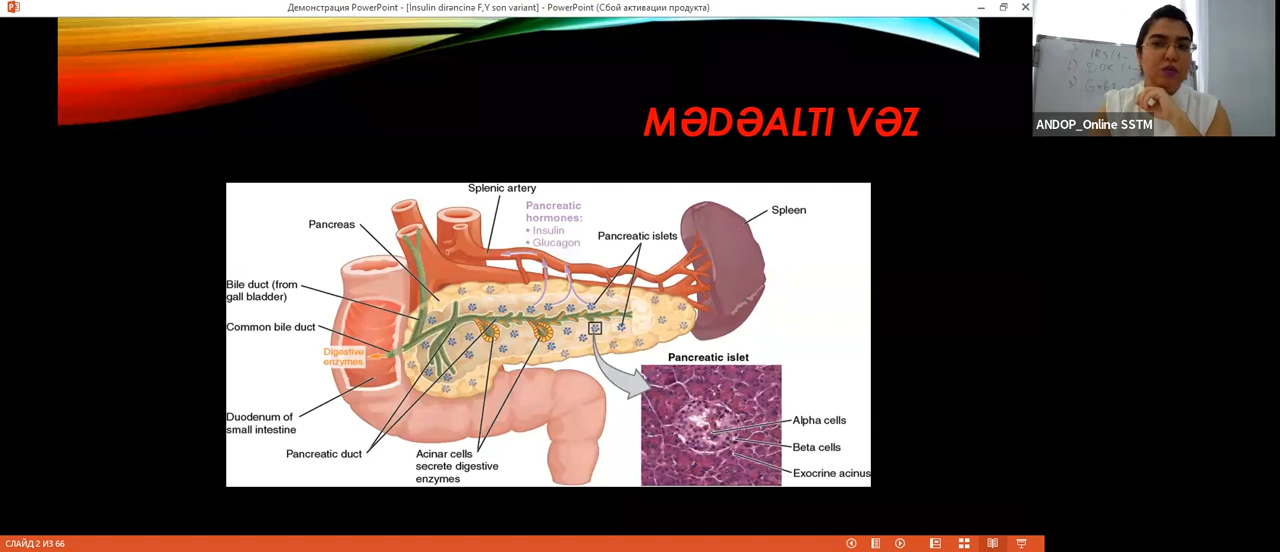 Демонстрация PowerPoint - [İnsulin dirəncinə F,Y son variant] - PowerPoint (Сбой активации продукта)
ANDOP_Online SSTM
MƏDƏALTI VƏZ
Splenic artery
Pancreatic
hormones:
• Insulin
• Glucagon
Pancreas
Spleen
Pancreatic islets
Bile duct (from
gall bladder)
Common bile duct
Digestive
enzymes
Pancreatic islet
Duodenum of
small intestine
Alpha cells
Beta cells
Pancreatic duct
Acinar cells
secrete digestive
enzymes
Exocrine acinus
СЛАЙД 2 ИЗ 66